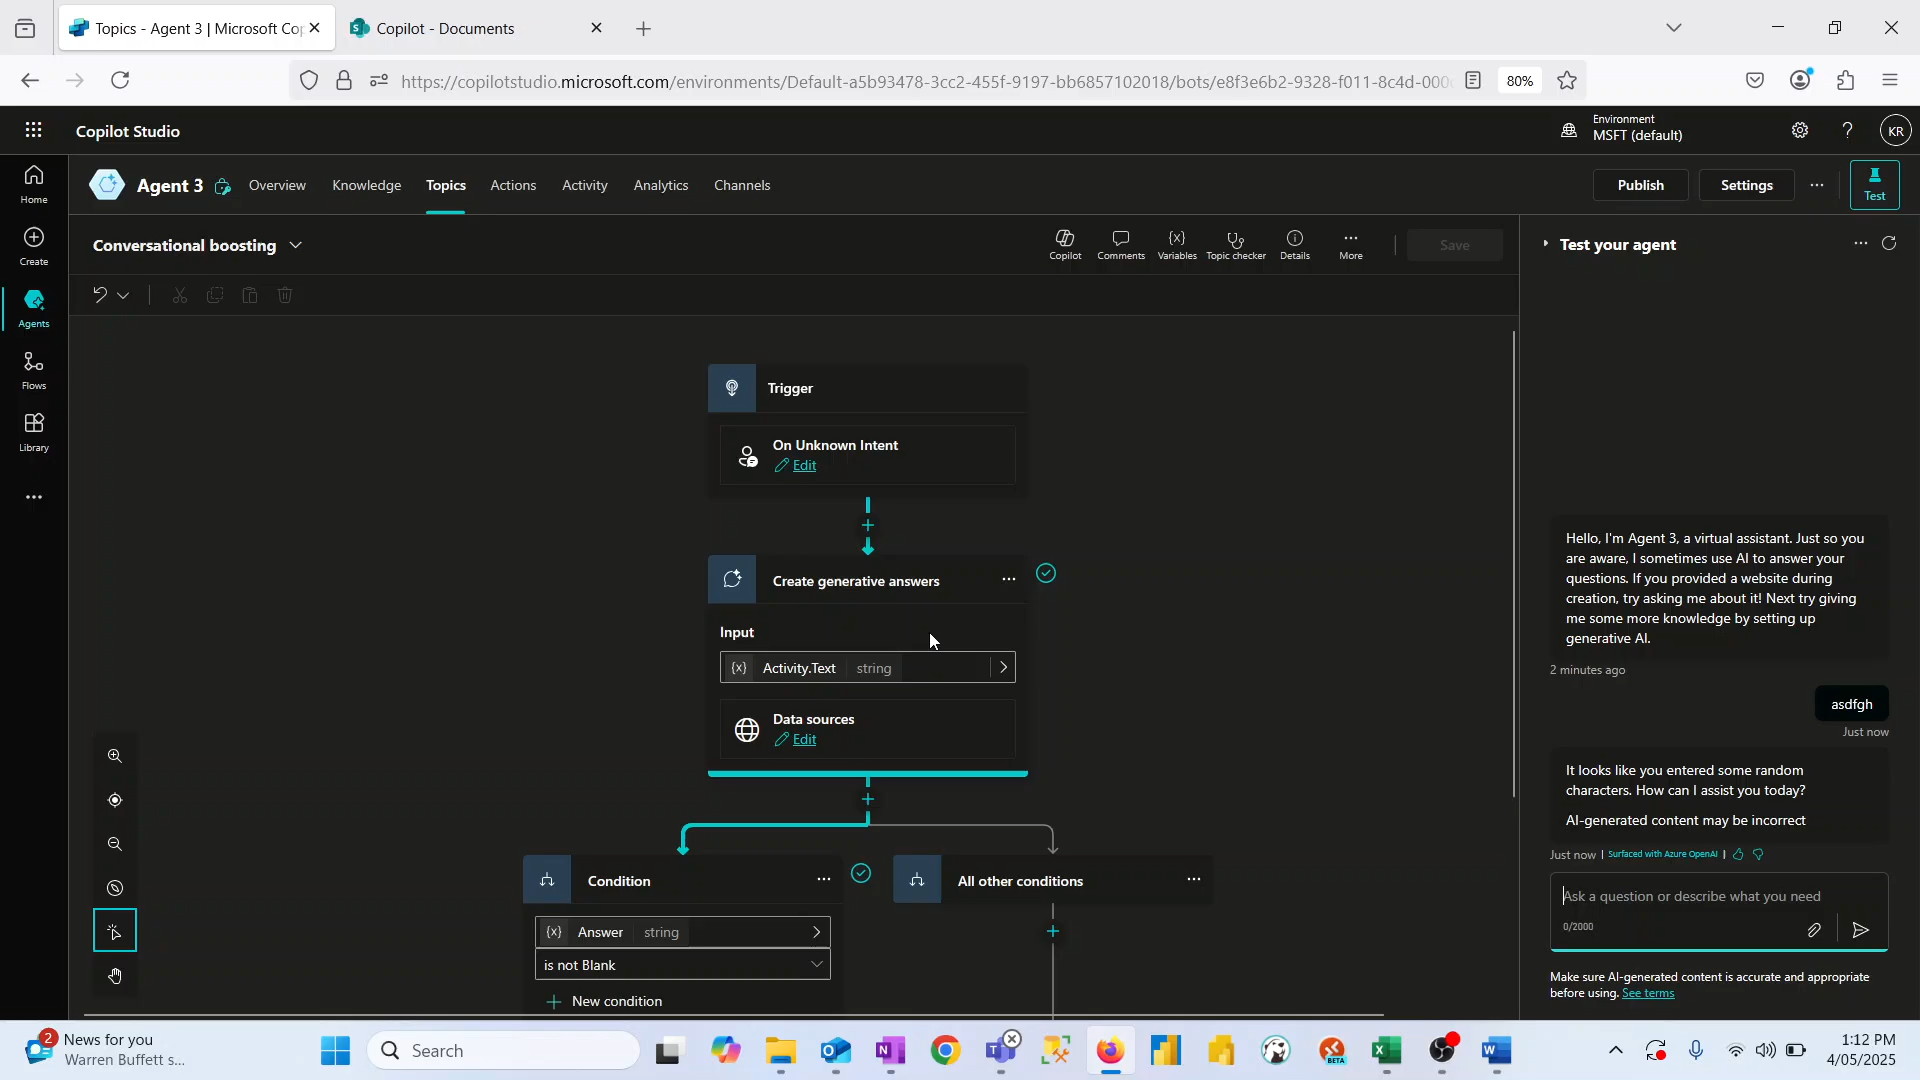 Topics - Agent 3 | Microsoft Co
Copilot - Documents
https://copilotstudio.microsoft.com/environments/Default-a5b93478-3cc2-455f-9197-bb6857102018/bots/e8f3e6b2-9328-f011-8c4d-000
80%
Copilot Studio
Environment
MSFT (default)
KR
Home
Create
Agents
Flows
Library
Agent 3
Overview
Knowledge
Topics
Actions
Activity
Analytics
Channels
Publish
Settings
Test
Conversational boosting
Copilot
Comments
Variables
Topic checker
Details
More
Save
Trigger
On Unknown Intent
Edit
Create generative answers
Input
{x} Activity.Text string
Data sources
Edit
Condition
{x} Answer string
is not Blank
New condition
All other conditions
Test your agent
Hello, I'm Agent 3, a virtual assistant. Just so you
are aware, I sometimes use AI to answer your
questions. If you provided a website during
creation, try asking me about it! Next try giving
me some more knowledge by setting up
generative AI.
2 minutes ago
asdfgh
Just now
It looks like you entered some random
characters. How can I assist you today?
AI-generated content may be incorrect
Just now | Surfaced with Azure OpenAI |
Ask a question or describe what you need
0/2000
Make sure AI-generated content is accurate and appropriate
before using. See terms
2
News for you
Warren Buffett s...
Search
BETA
1:12 PM
4/05/2025